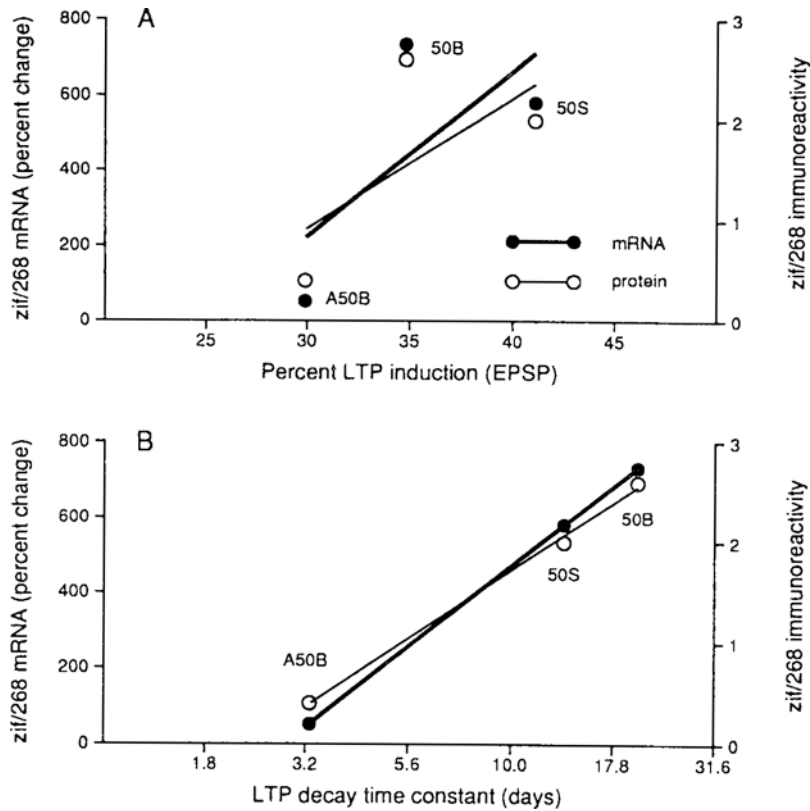 A
800
600
400
200
0
zif/268 mRNA (percent change)
3
2
1
0
zif/268 immunoreactivity
50B
50S
A50B
mRNA
protein
25 30 35 40 45
Percent LTP induction (EPSP)
B
800
600
400
200
0
zif/268 mRNA (percent change)
3
2
1
0
zif/268 immunoreactivity
50B
50S
A50B
1.8 3.2 5.6 10.0 17.8 31.6
LTP decay time constant (days)